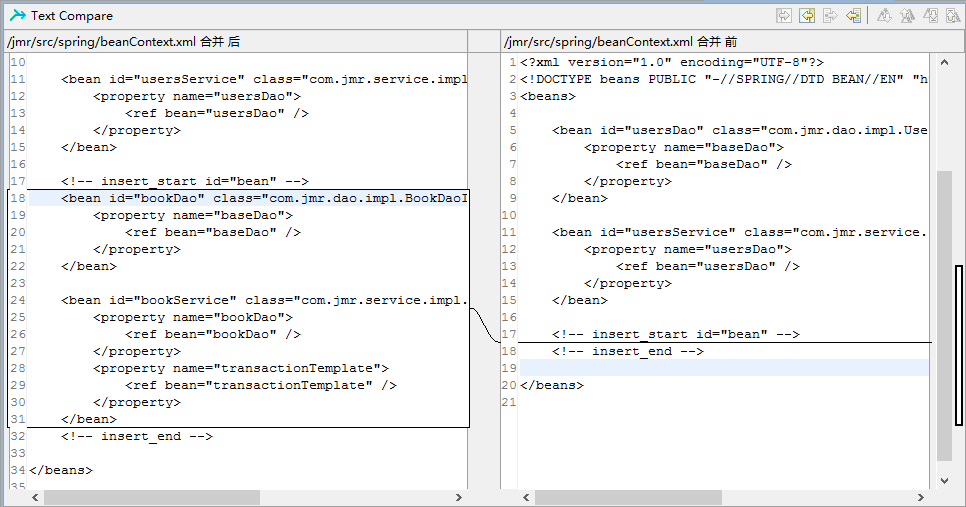 Text Compare
/jmr/src/spring/beanContext.xml 合并 后
10
11     <bean id="usersService" class="com.jmr.service.impl
12         <property name="usersDao">
13             <ref bean="usersDao" />
14         </property>
15     </bean>
16
17     <!-- insert_start id="bean" -->
18     <bean id="bookDao" class="com.jmr.dao.impl.BookDaoI
19         <property name="baseDao">
20             <ref bean="baseDao" />
21         </property>
22     </bean>
23
24     <bean id="bookService" class="com.jmr.service.impl.
25         <property name="bookDao">
26             <ref bean="bookDao" />
27         </property>
28         <property name="transactionTemplate">
29             <ref bean="transactionTemplate" />
30         </property>
31     </bean>
32     <!-- insert_end -->
33
34 </beans>
35
/jmr/src/spring/beanContext.xml 合并 前
1 <?xml version="1.0" encoding="UTF-8"?>
2 <!DOCTYPE beans PUBLIC "-//SPRING//DTD BEAN//EN" "h
3 <beans>
4
5     <bean id="usersDao" class="com.jmr.dao.impl.Use
6         <property name="baseDao">
7             <ref bean="baseDao" />
8         </property>
9     </bean>
10
11     <bean id="usersService" class="com.jmr.service.
12         <property name="usersDao">
13             <ref bean="usersDao" />
14         </property>
15     </bean>
16
17     <!-- insert_start id="bean" -->
18     <!-- insert_end -->
19
20 </beans>
21